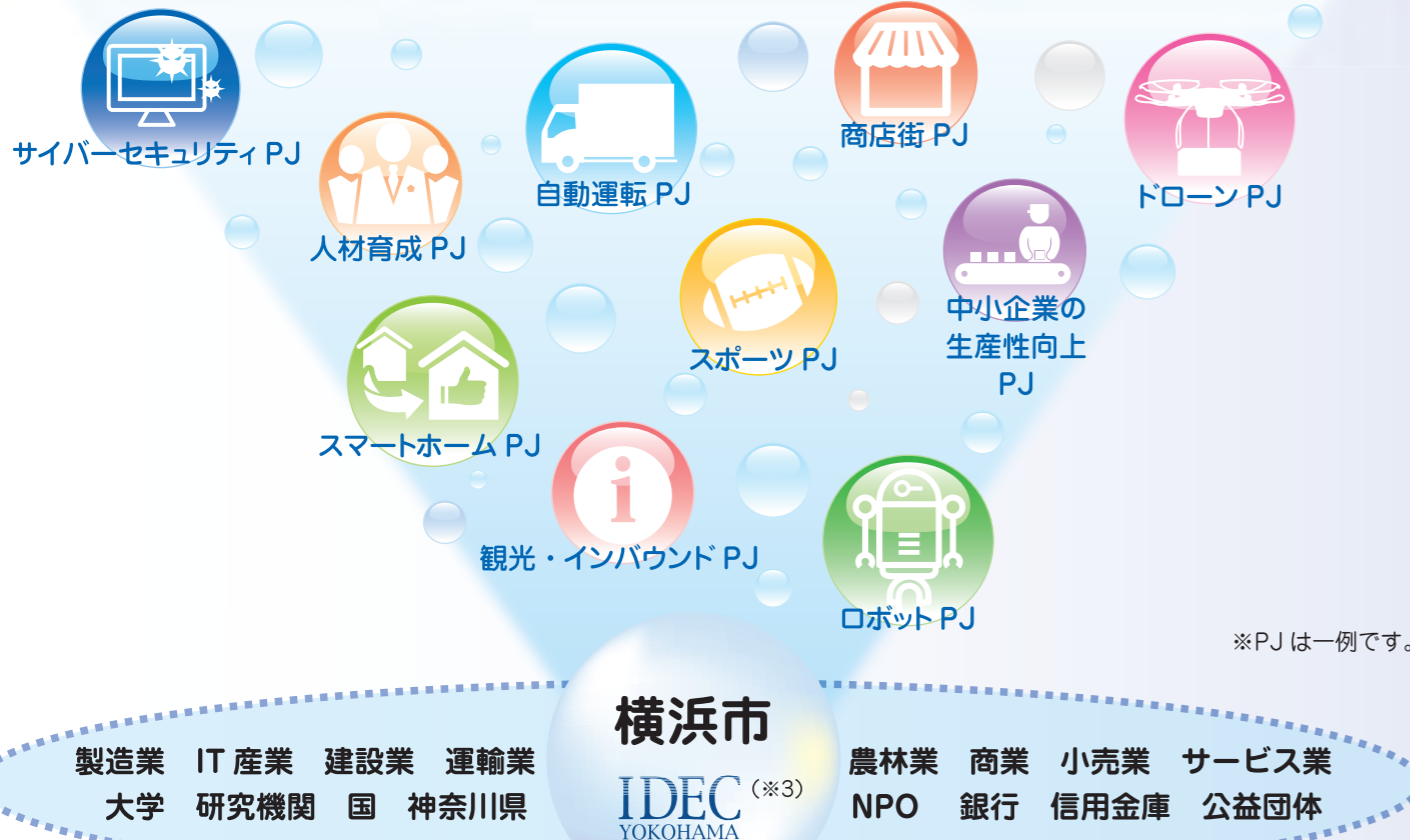 サイバーセキュリティ PJ
人材育成 PJ
自動運転 PJ
商店街 PJ
ドローン PJ
スマートホーム PJ
スポーツ PJ
中小企業の
生産性向上
PJ
観光・インバウンド PJ
i
ロボット PJ
※PJ は一例です。
横浜市
IDEC (※3)
YOKOHAMA
製造業 IT 産業 建設業 運輸業
大学 研究機関 国 神奈川県
農林業 商業 小売業 サービス業
NPO 銀行 信用金庫 公益団体